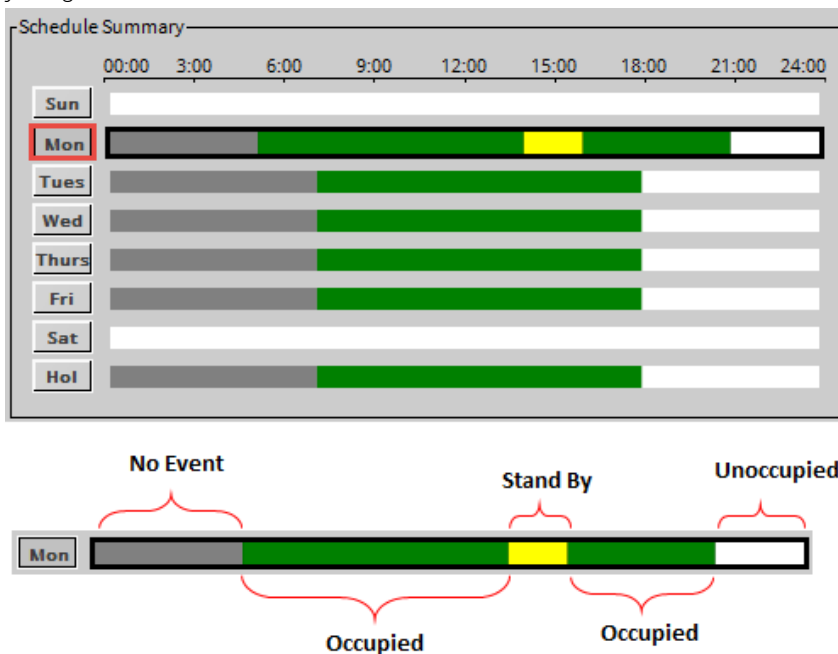 Schedule Summary
00:00 3:00 6:00 9:00 12:00 15:00 18:00 21:00 24:00
Sun
Mon
Tues
Wed
Thurs
Fri
Sat
Hol
No Event
Stand By
Unoccupied
Mon
Occupied
Occupied